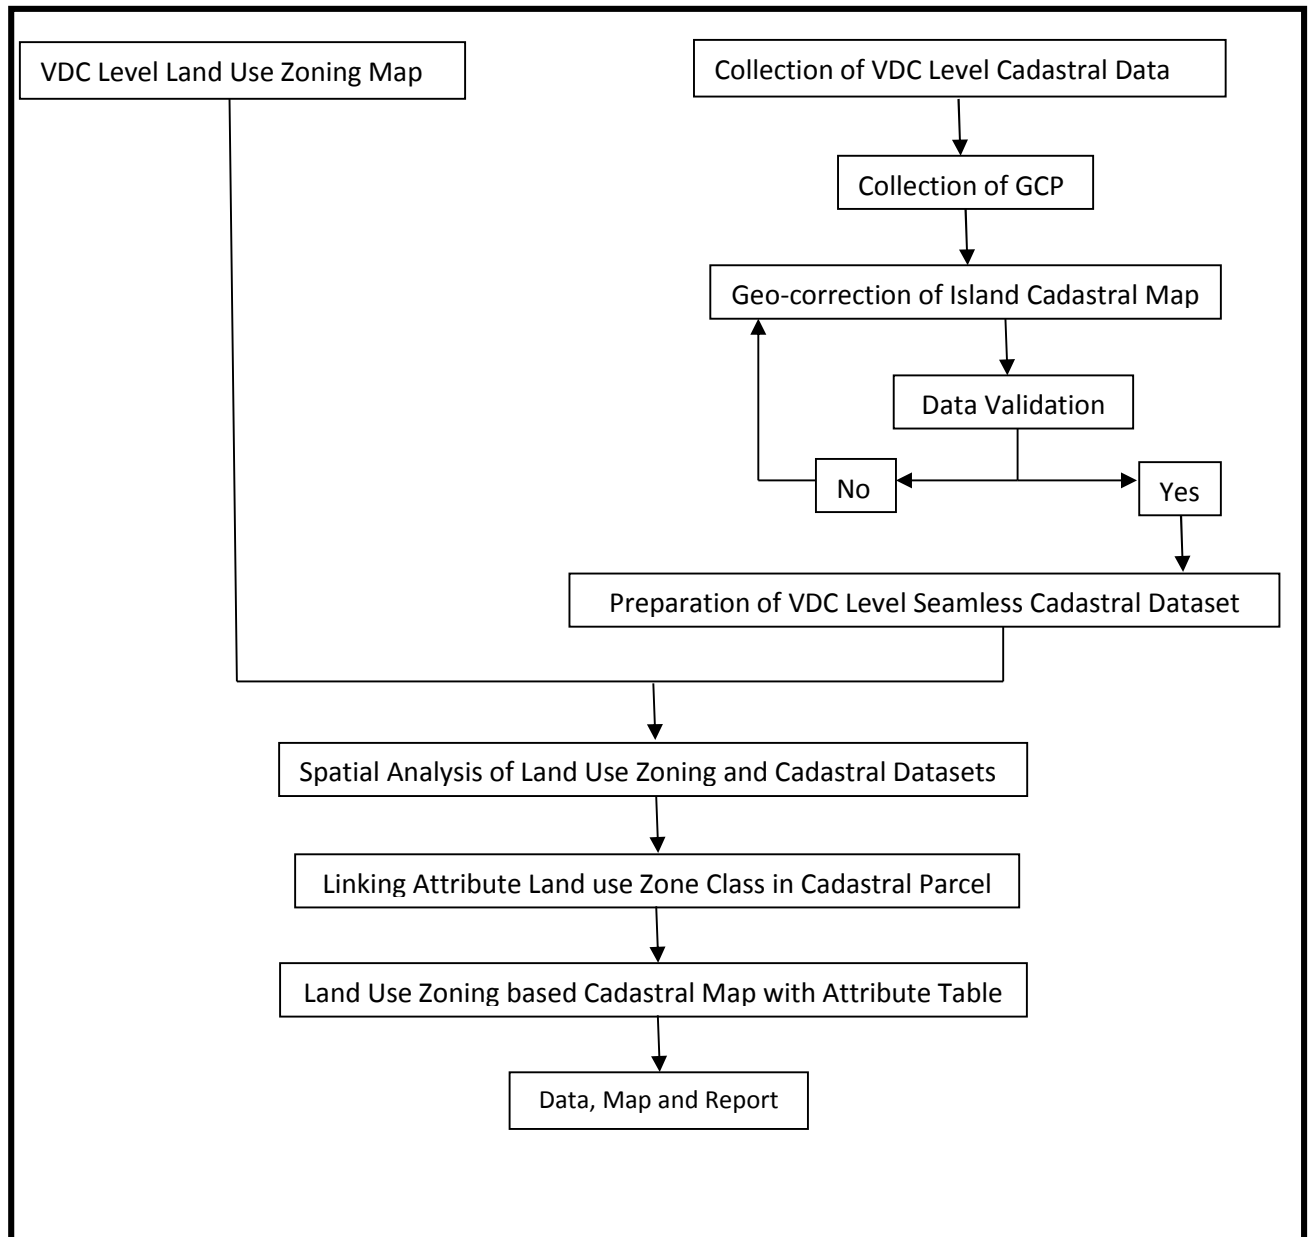 VDC Level Land Use Zoning Map
Collection of VDC Level Cadastral Data
Collection of GCP
Geo-correction of Island Cadastral Map
Data Validation
No
Yes
Preparation of VDC Level Seamless Cadastral Dataset
Spatial Analysis of Land Use Zoning and Cadastral Datasets
Linking Attribute Land use Zone Class in Cadastral Parcel
Land Use Zoning based Cadastral Map with Attribute Table
Data, Map and Report